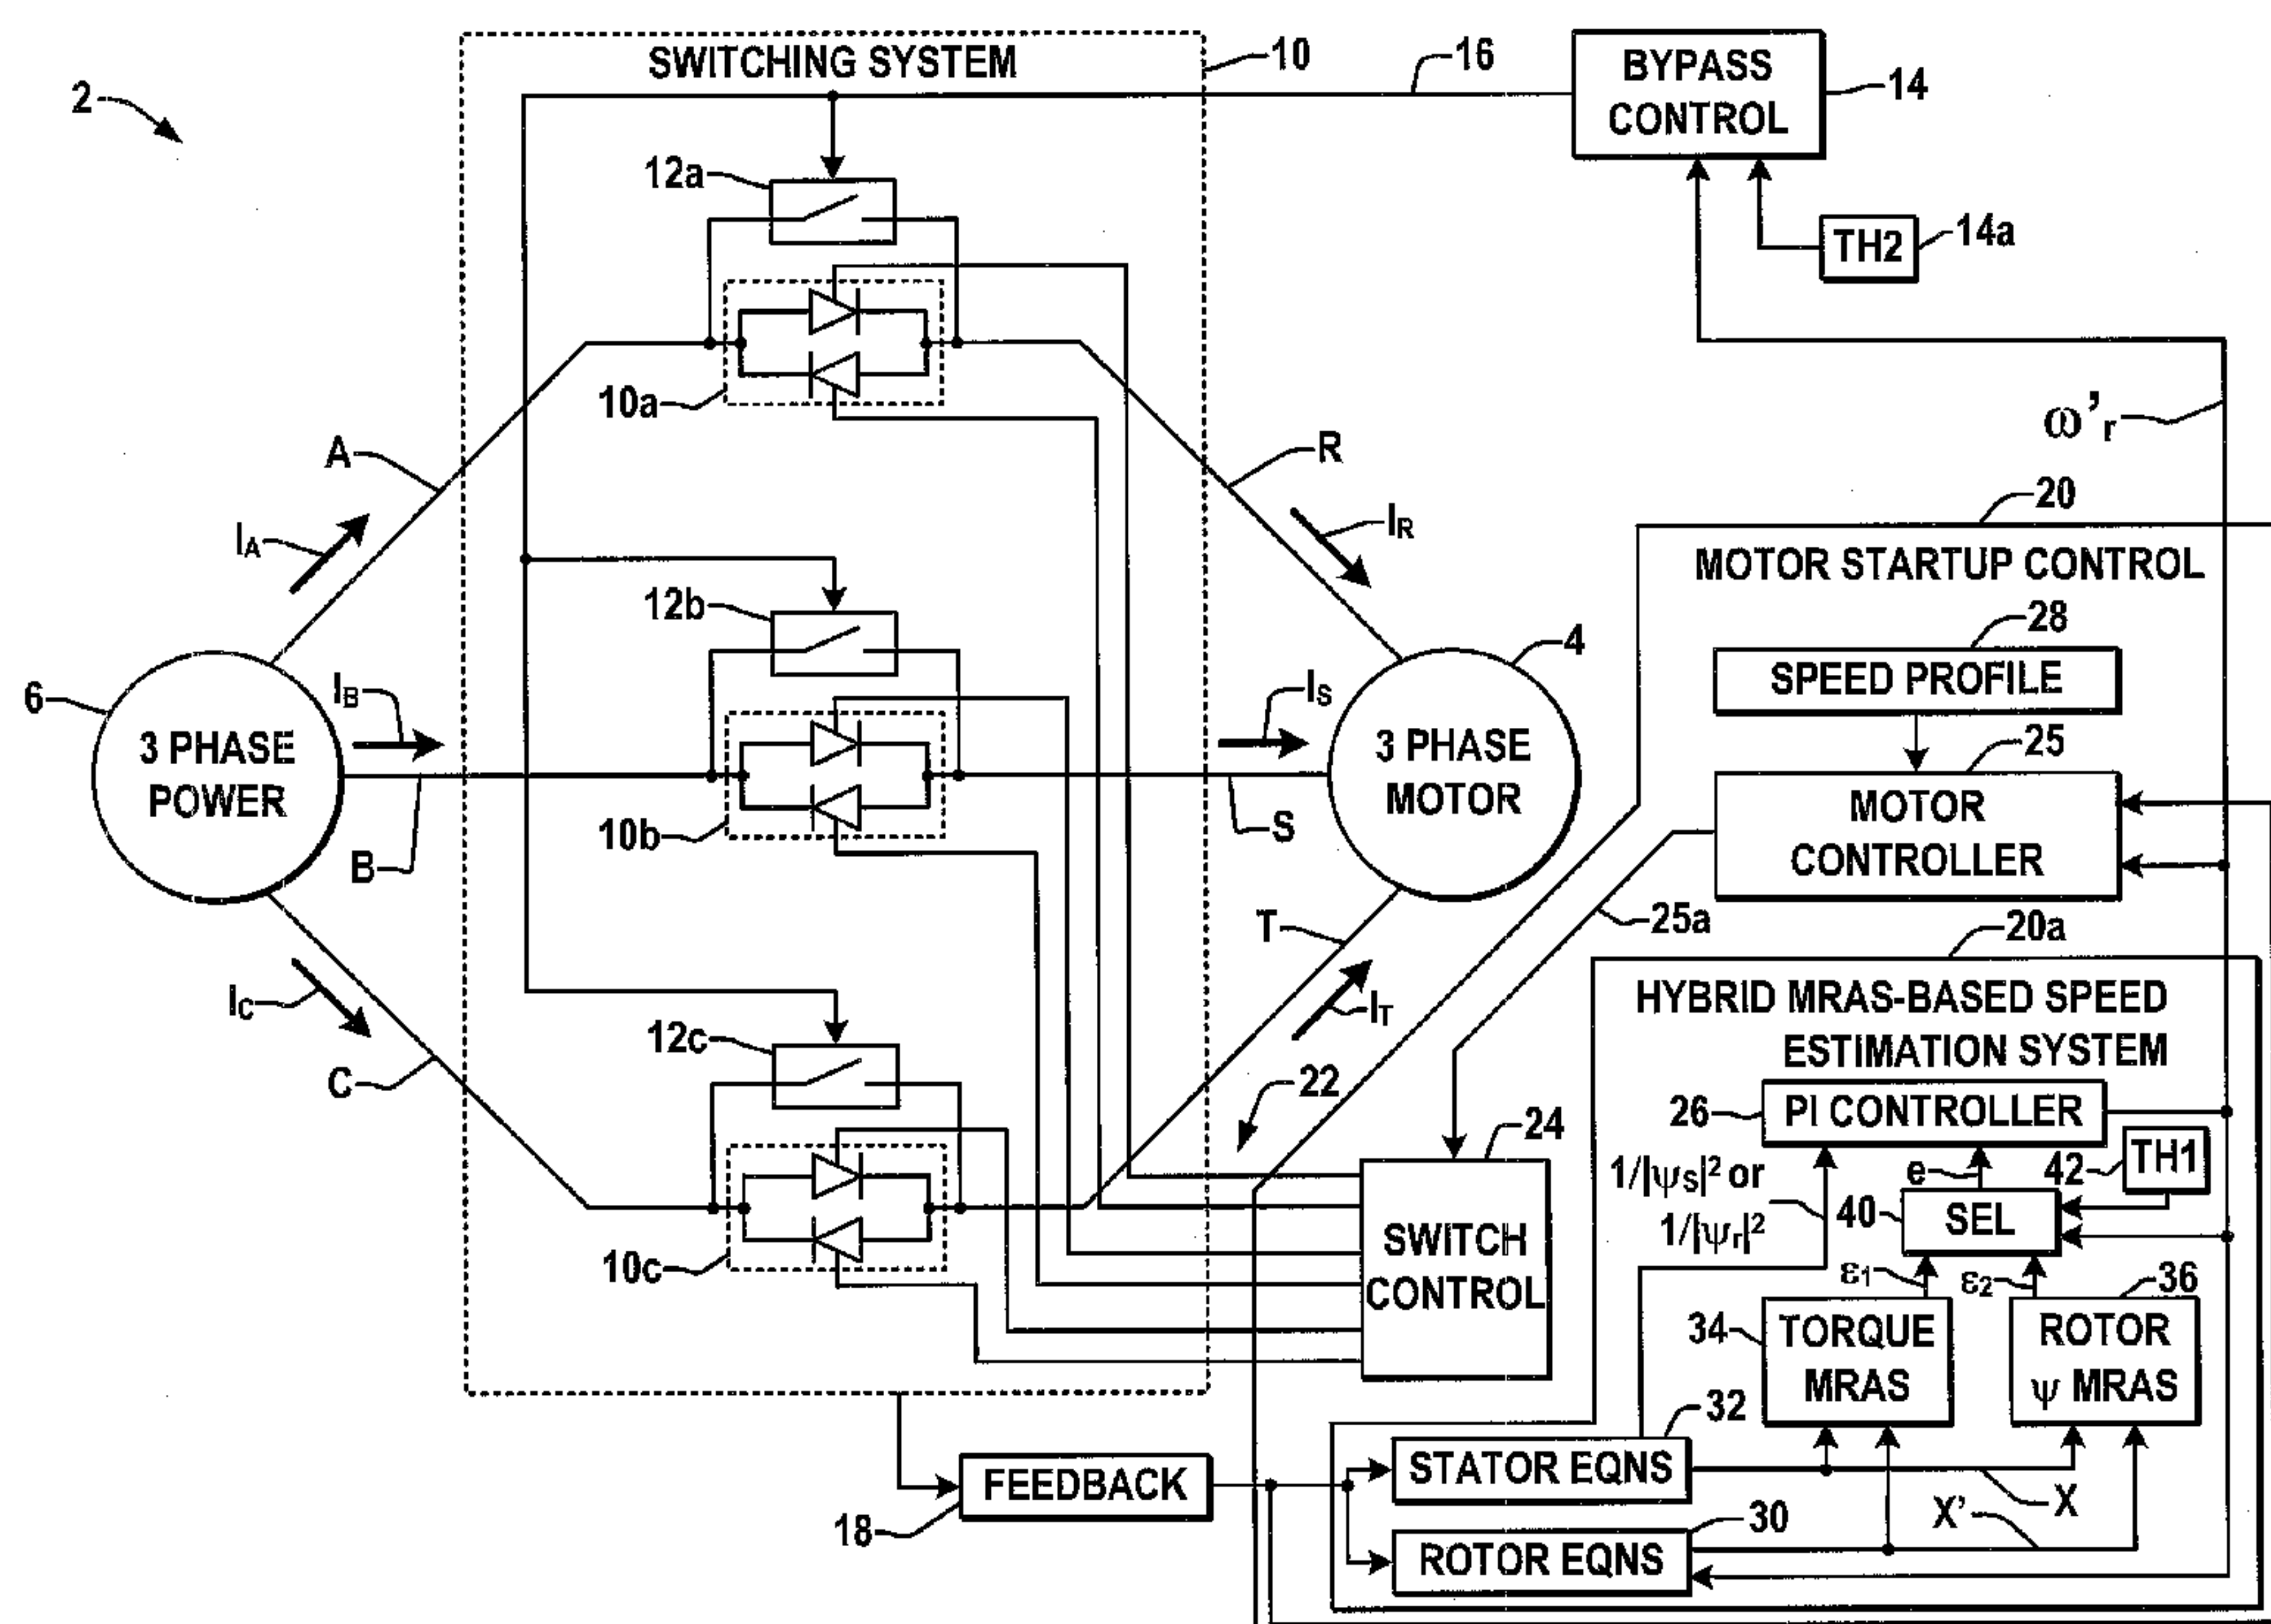 SWITCHING SYSTEM
10
16
BYPASS
CONTROL
14
2
12a
TH2
14a
10a
ω'r
A
R
20
IA
IR
MOTOR STARTUP CONTROL
12b
4
28
SPEED PROFILE
6
IB
IS
25
3 PHASE
POWER
3 PHASE
MOTOR
MOTOR
CONTROLLER
10b
S
B
T
25a
20a
IC
IT
HYBRID MRAS-BASED SPEED
ESTIMATION SYSTEM
12c
C
22
26
PI CONTROLLER
24
1/|ψs|² or
1/|ψr|²
e
42
TH1
40
SEL
SWITCH
CONTROL
10c
ε1
ε2
36
34
TORQUE
MRAS
ROTOR
ψ MRAS
32
STATOR EQNS
FEEDBACK
18
X
X'
30
ROTOR EQNS